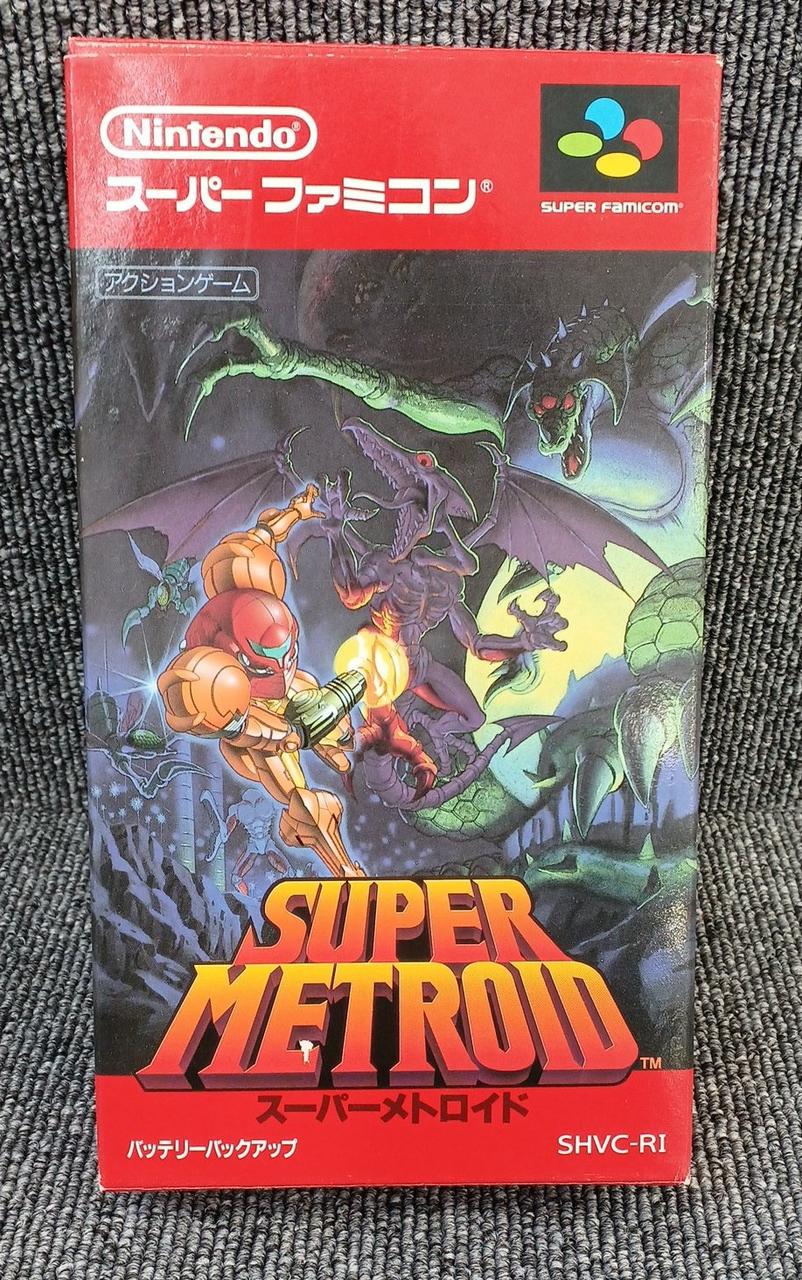 Nintendo®
スーパーファミコン®
SUPER FAMICOM®
アクションゲーム
SUPER
METROID™
スーパーメトロイド
バッテリーバックアップ
SHVC-RI